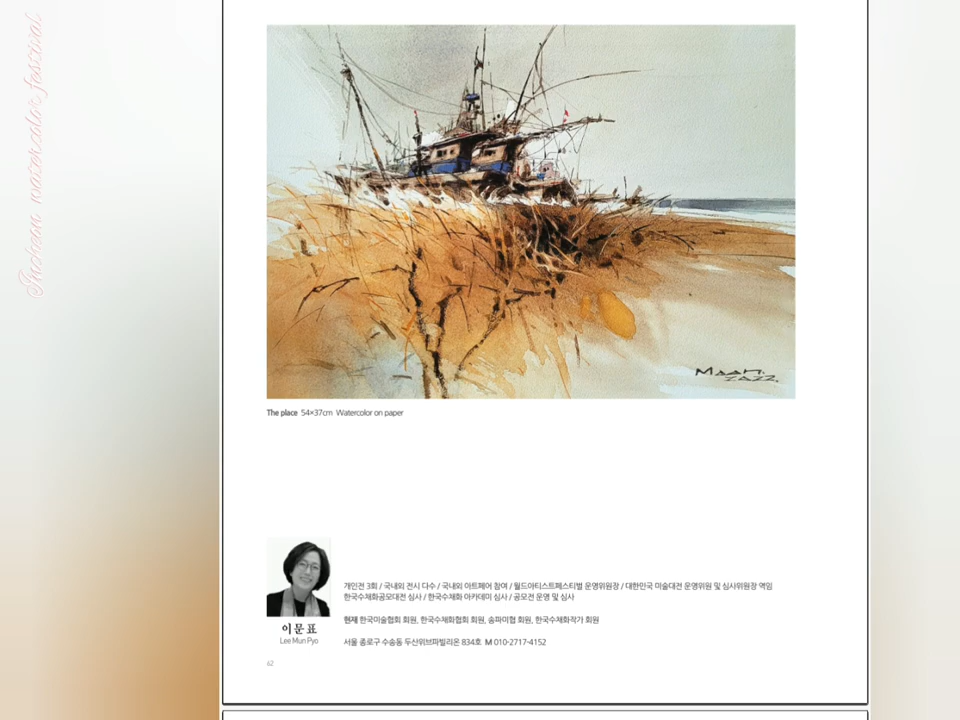 Incheon watercolor festival
MAAN.
2022.
The place 54×37cm Watercolor on paper
개인전 3회 / 국내외 전시 다수 / 국내외 아트페어 참여 / 월드아티스트페스티벌 운영위원장 / 대한민국 미술대전 운영위원 및 심사위원장 역임
한국수채화공모대전 심사 / 한국수채화 아카데미 심사 / 공모전 운영 및 심사
현재 한국미술협회 회원, 한국수채화협회 회원, 송파미협 회원, 한국수채화작가 회원
이문표
Lee Mun Pyo
서울 종로구 수송동 두산위브파빌리온 834호 M 010-2717-4152
62